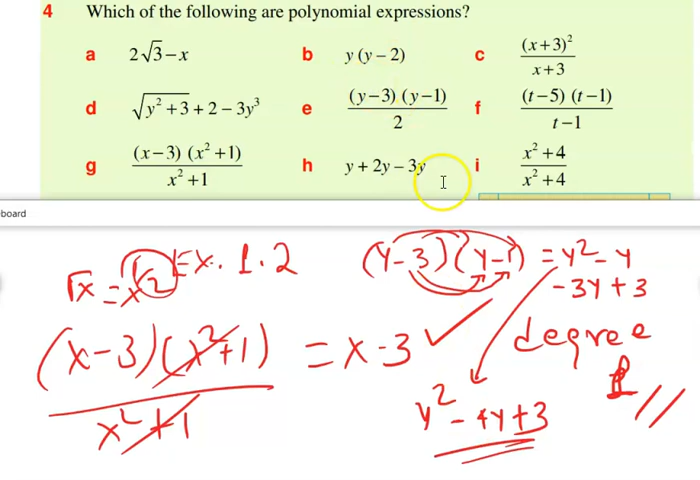 4 Which of the following are polynomial expressions?
a 2√3 − x b y (y − 2) c (x+3)²/(x+3)
d √(y²+3) + 2 − 3y³ e (y−3) (y−1)/2 f (t−5) (t−1)/(t−1)
g (x−3) (x²+1)/(x²+1) h y + 2y − 3y i (x²+4)/(x²+4)
board
√x = x^(1/2) = x. 1.2 (y−3)(y−1) = y² − y
− 3y + 3
(x−3)(x²+1)/(x²+1) = x − 3 ✓ degree
1 //
y² − 4y + 3